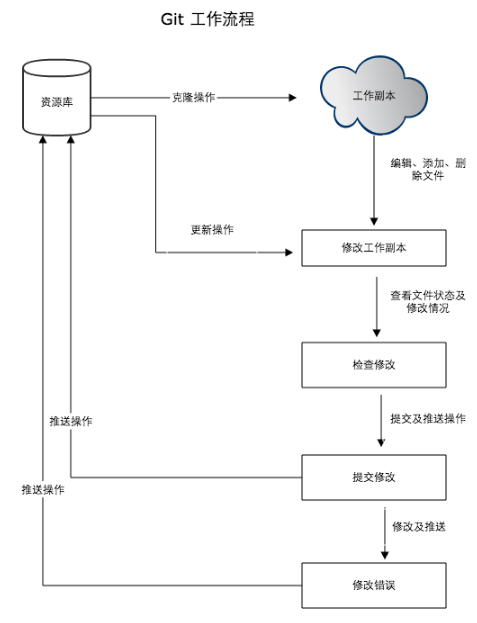 Git 工作流程
资源库
克隆操作
工作副本
编辑、添加、删
除文件
更新操作
修改工作副本
查看文件状态及
修改情况
检查修改
提交及推送操作
推送操作
提交修改
推送操作
修改及推送
修改错误